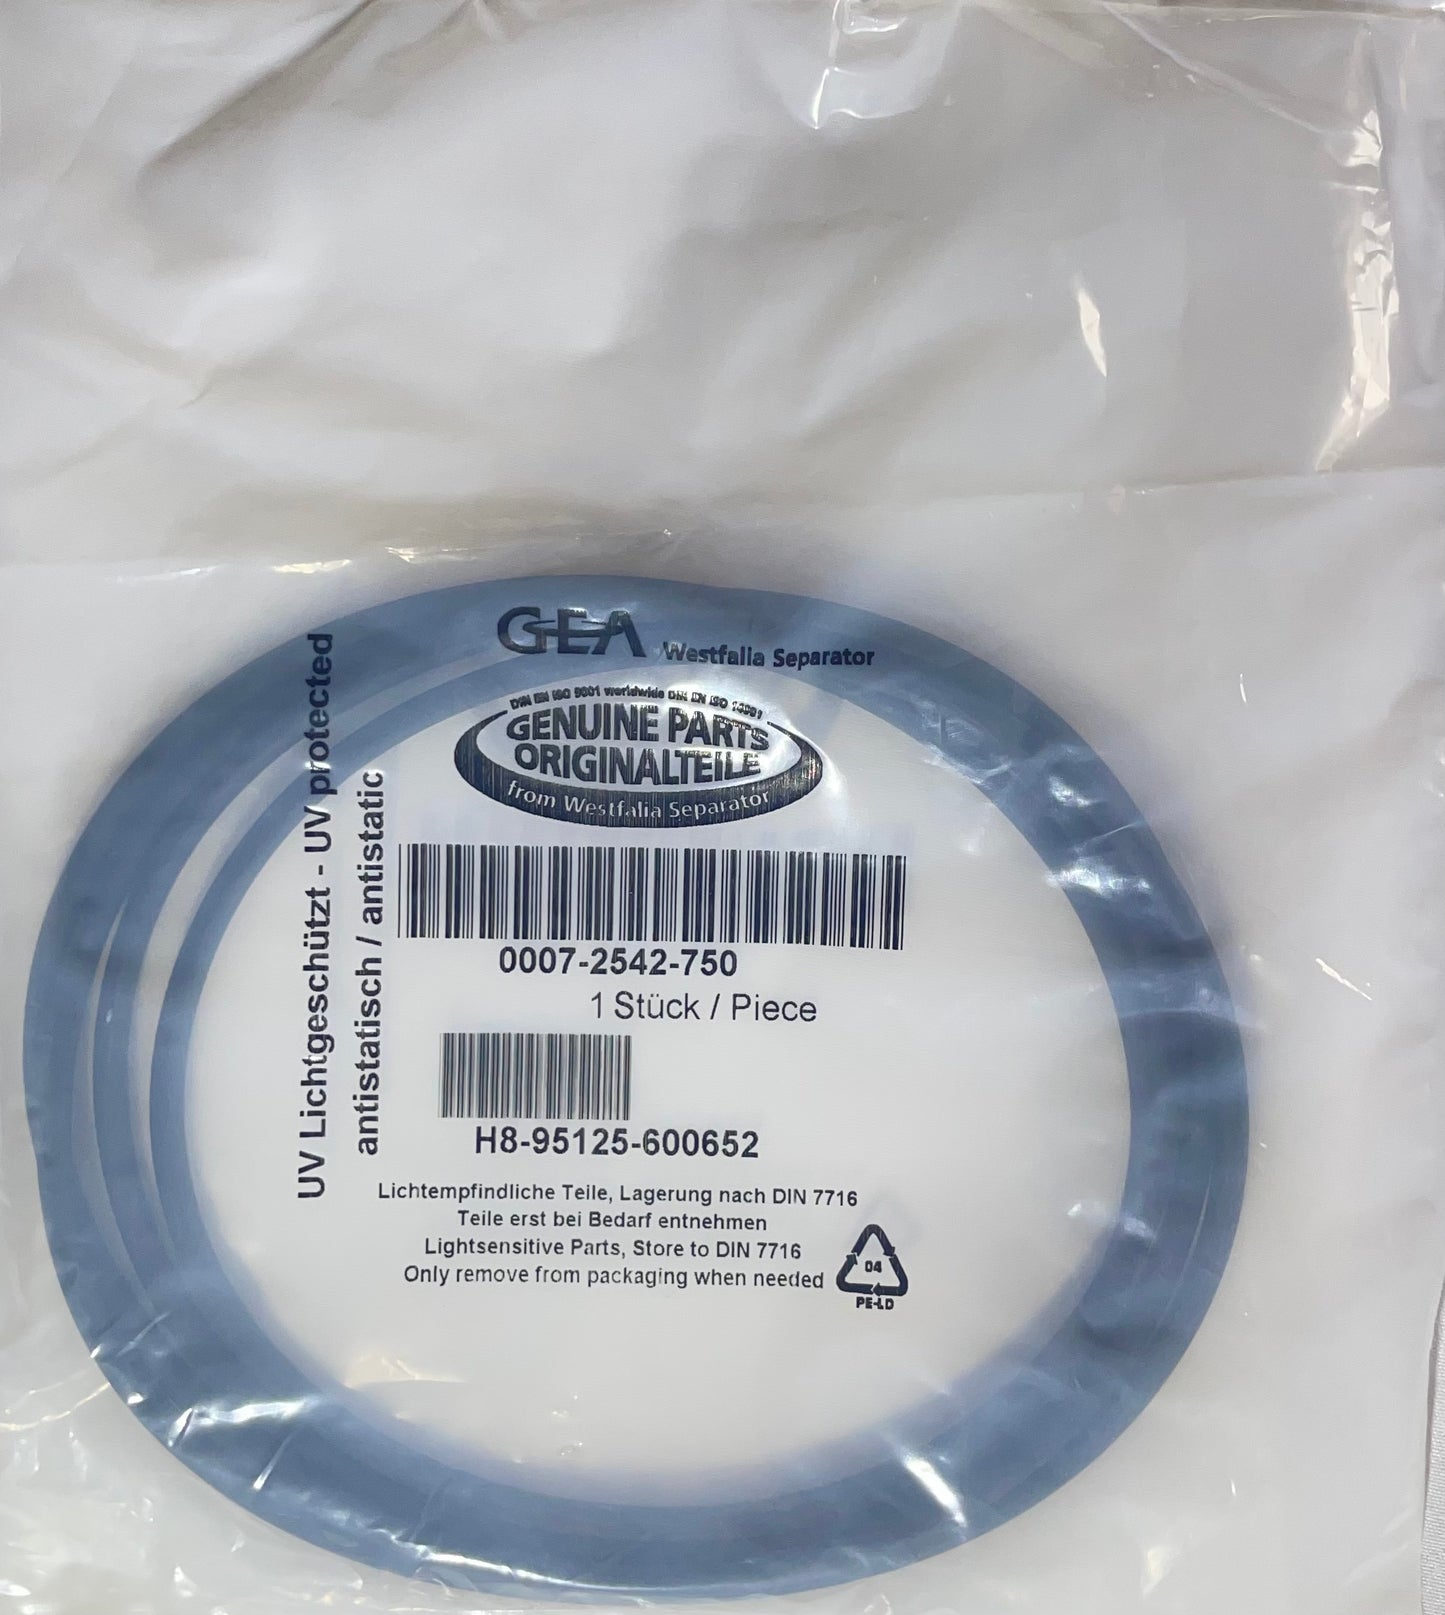 GEA Westfalia Separator
DIN EN ISO 9001 worldwide DIN EN ISO 14001
GENUINE PARTS
ORIGINALTEILE
from Westfalia Separator
UV Lichtgeschützt - UV protected
antistatisch / antistatic
0007-2542-750
1 Stück / Piece
H8-95125-600652
Lichtempfindliche Teile, Lagerung nach DIN 7716
Teile erst bei Bedarf entnehmen
Lightsensitive Parts, Store to DIN 7716
Only remove from packaging when needed
04
PE-LD